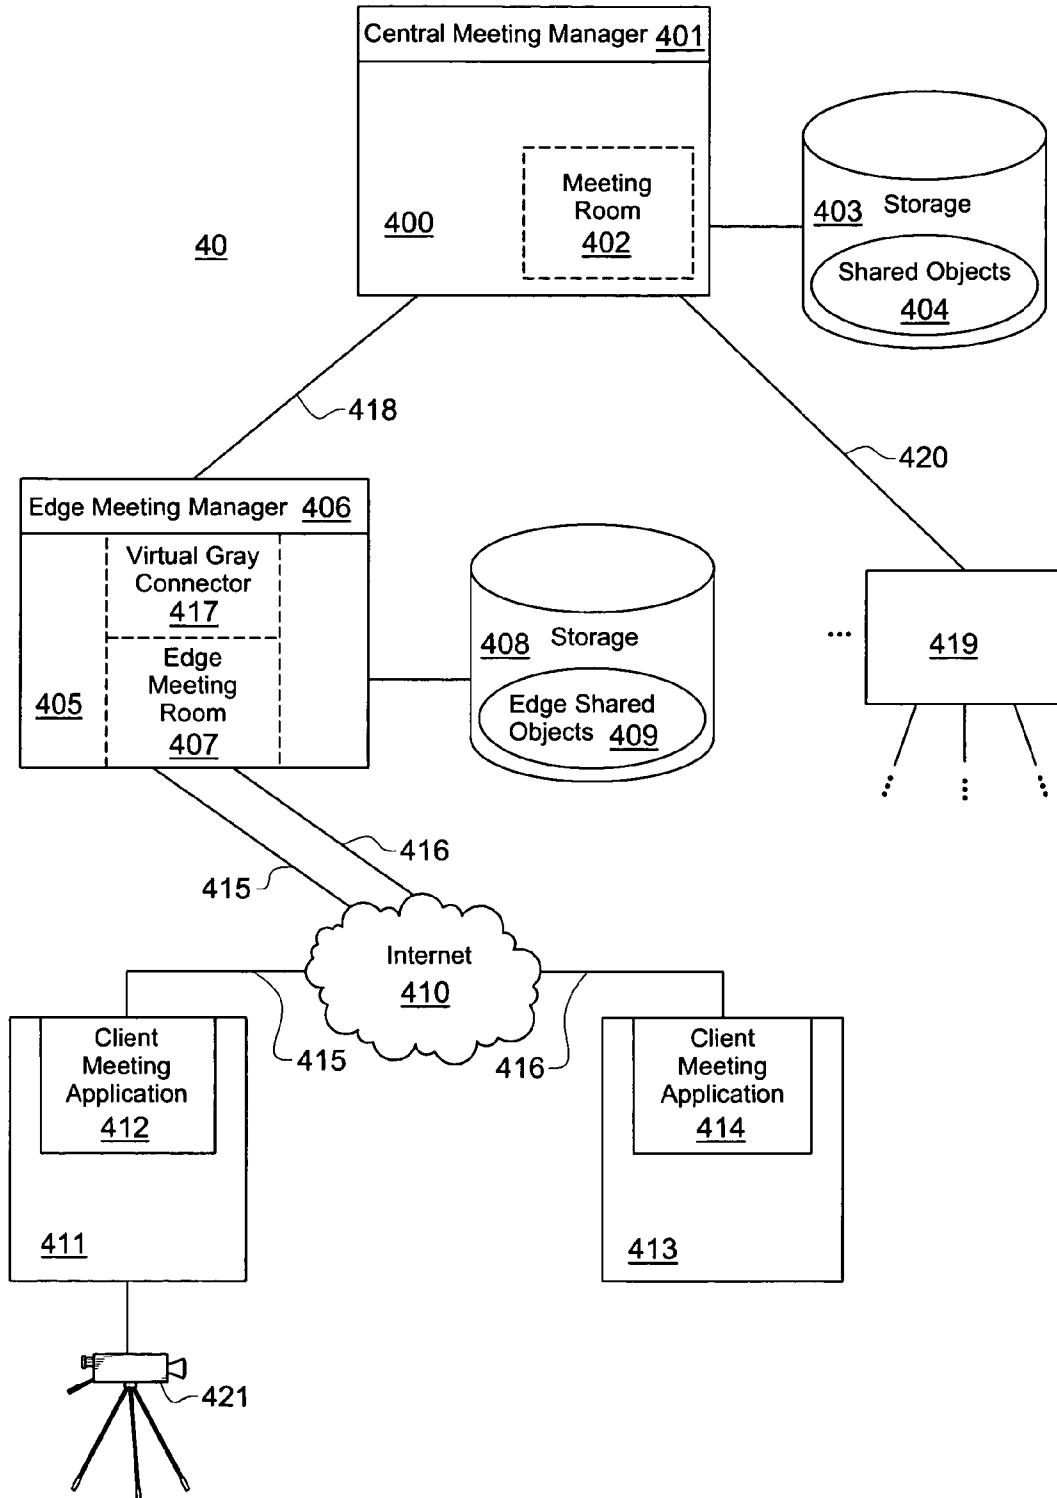 Central Meeting Manager 401
400
Meeting
Room
402
403 Storage
Shared Objects
404
40
418
420
Edge Meeting Manager 406
Virtual Gray
Connector
417
405
Edge
Meeting
Room
407
408 Storage
Edge Shared
Objects 409
...
419
...
...
...
415
416
Internet
410
415
416
Client
Meeting
Application
412
411
Client
Meeting
Application
414
413
421